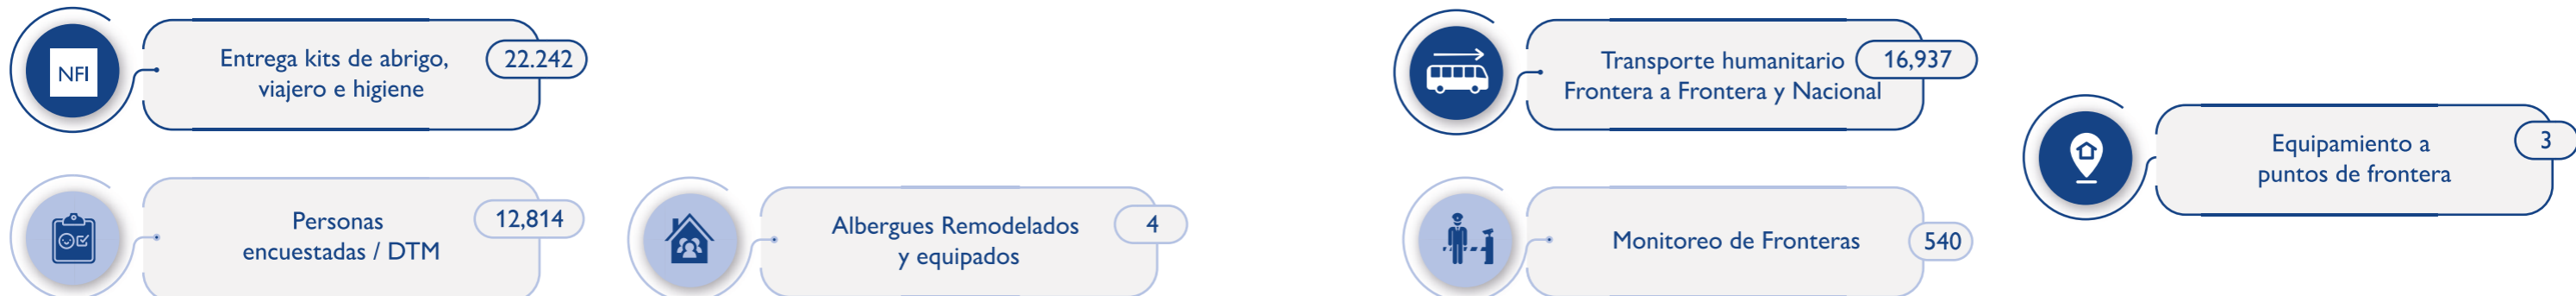 NFI
Entrega kits de abrigo,
viajero e higiene
22.242
Transporte humanitario
Frontera a Frontera y Nacional
16,937
Equipamiento a
puntos de frontera
3
Personas
encuestadas / DTM
12,814
Albergues Remodelados
y equipados
4
Monitoreo de Fronteras
540